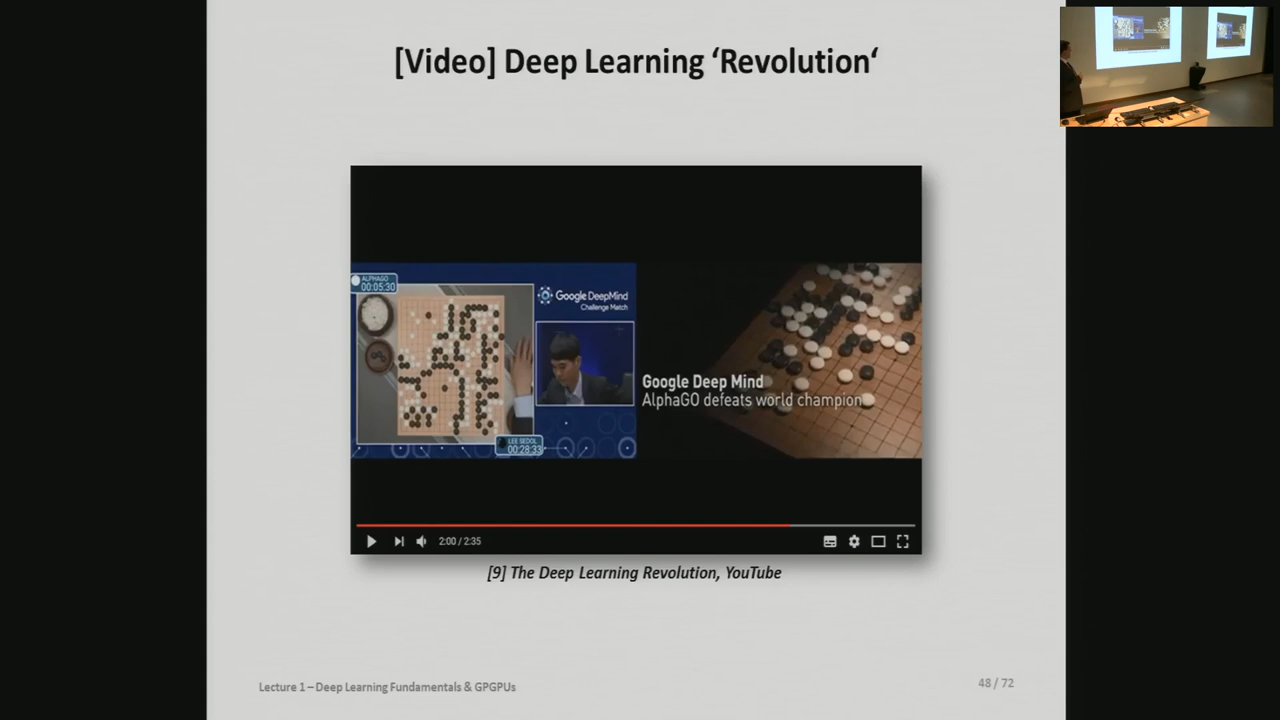 [Video] Deep Learning ‘Revolution‘
ALPHAGO
00:05:30
Google DeepMind
Challenge Match
Google Deep Mind
AlphaGO defeats world champion
LEE SEDOL
00:28:33
2:00 / 2:35
[9] The Deep Learning Revolution, YouTube
Lecture 1 – Deep Learning Fundamentals & GPGPUs
48 / 72